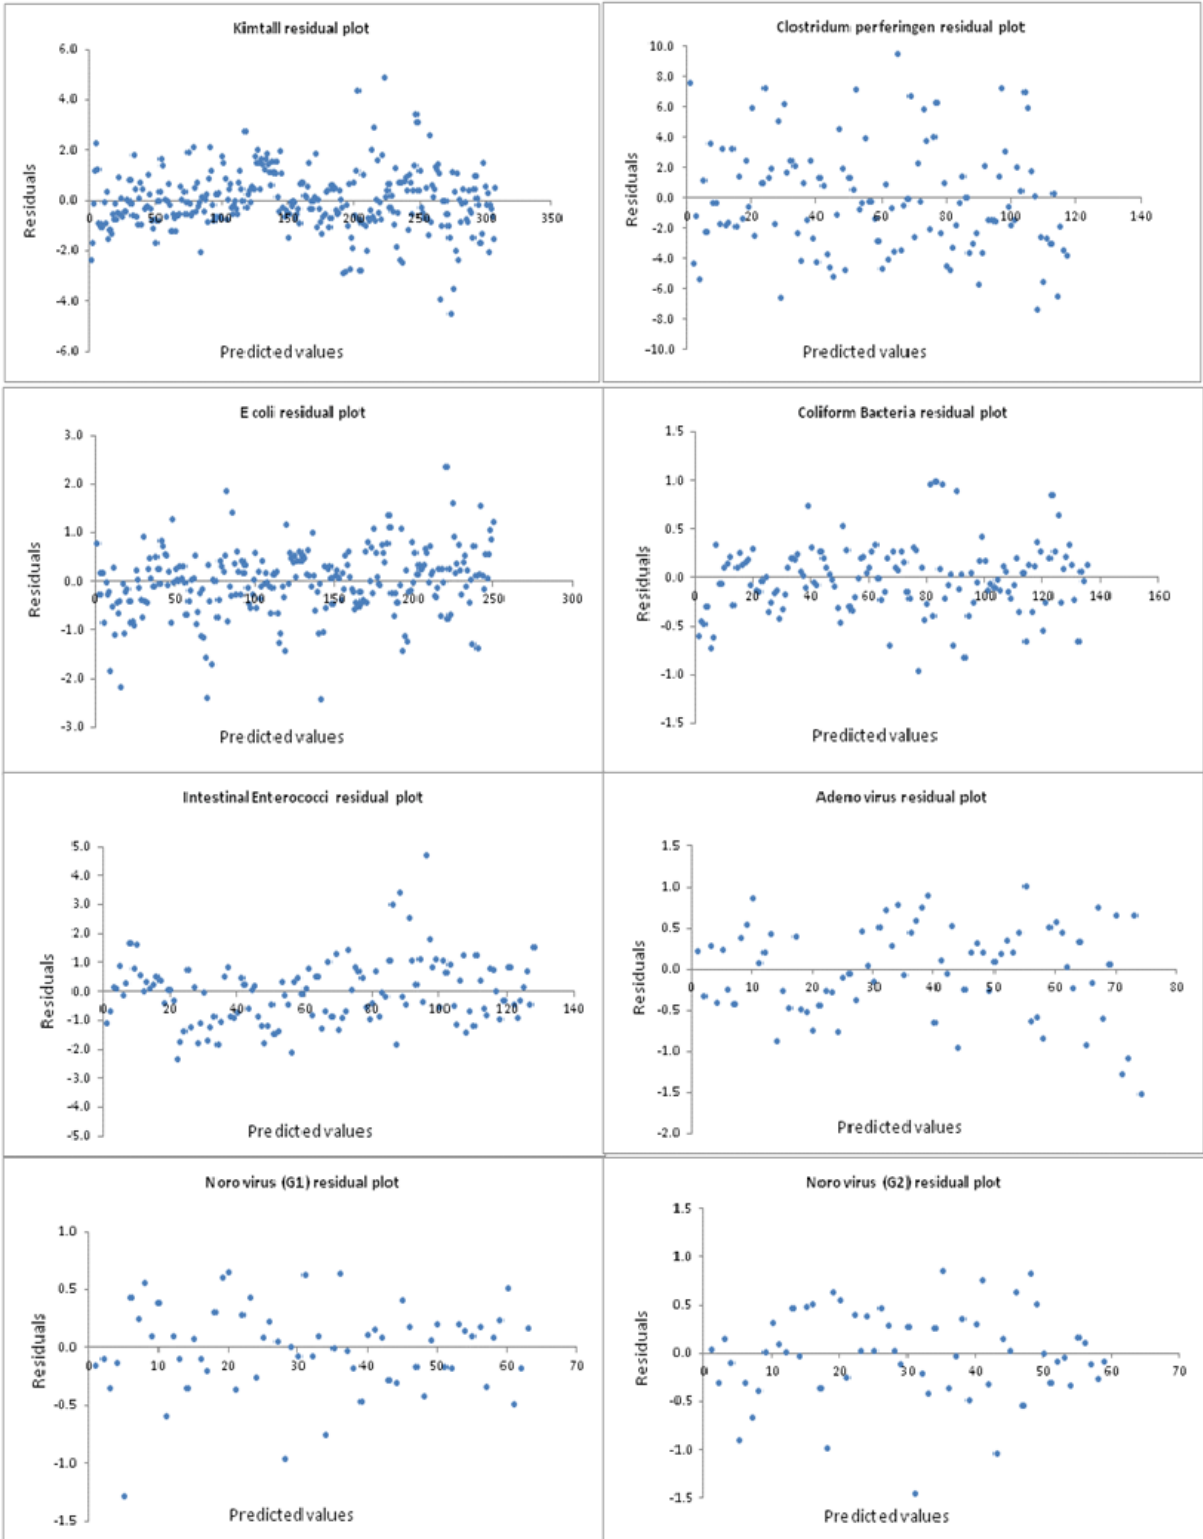 Kimtall residual plot
6.0
4.0
2.0
0.0
-2.0
-4.0
-6.0
0 50 100 150 200 250 300 350
Residuals
Predicted values
Clostridum perferingen residual plot
10.0
8.0
6.0
4.0
2.0
0.0
-2.0
-4.0
-6.0
-8.0
-10.0
0 20 40 60 80 100 120 140
Residuals
Predicted values
E coli residual plot
3.0
2.0
1.0
0.0
-1.0
-2.0
-3.0
0 50 100 150 200 250 300
Residuals
Predicted values
Coliform Bacteria residual plot
1.5
1.0
0.5
0.0
-0.5
-1.0
-1.5
0 20 40 60 80 100 120 140 160
Residuals
Predicted values
Intestinal Enterococci residual plot
5.0
4.0
3.0
2.0
1.0
0.0
-1.0
-2.0
-3.0
-4.0
-5.0
0 20 40 60 80 100 120 140
Residuals
Predicted values
Adeno virus residual plot
1.5
1.0
0.5
0.0
-0.5
-1.0
-1.5
-2.0
0 10 20 30 40 50 60 70 80
Residuals
Predicted values
Noro virus (G1) residual plot
1.0
0.5
0.0
-0.5
-1.0
-1.5
0 10 20 30 40 50 60 70
Residuals
Predicted values
Noro virus (G2) residual plot
1.5
1.0
0.5
0.0
-0.5
-1.0
-1.5
0 10 20 30 40 50 60 70
Residuals
Predicted values